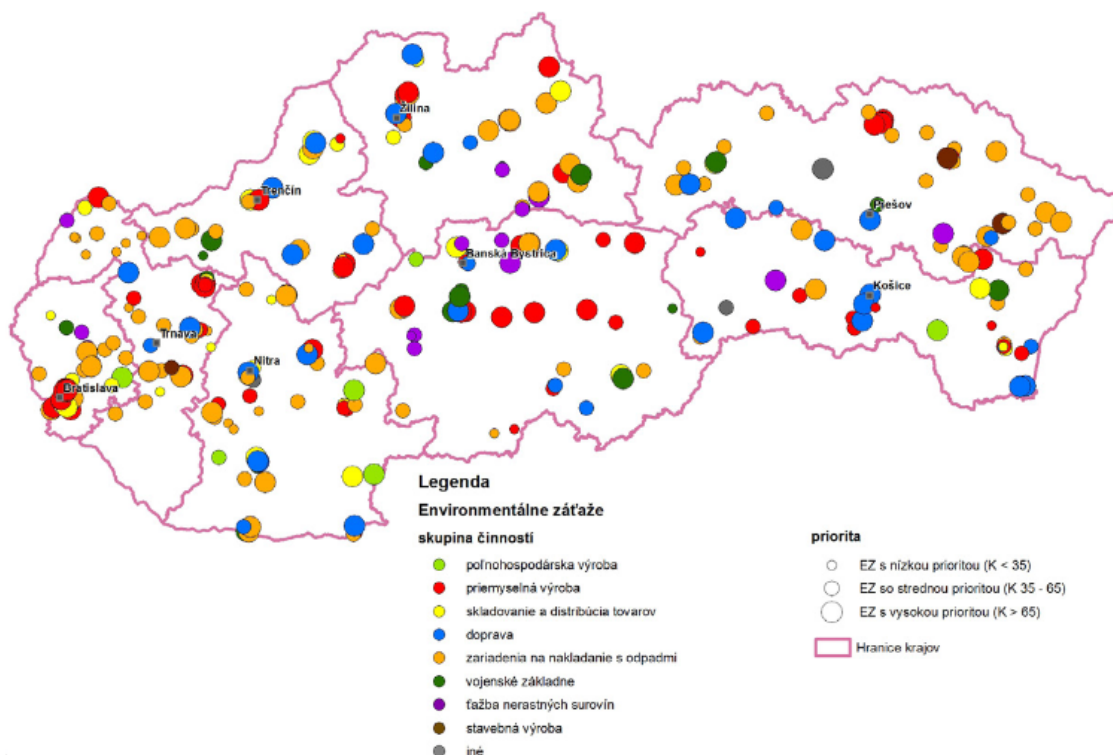 Žilina
Trenčín
Prešov
Banská Bystrica
Košice
Trnava
Nitra
Bratislava
Legenda
Environmentálne záťaže
skupina činností
poľnohospodárska výroba
priemyselná výroba
skladovanie a distribúcia tovarov
doprava
zariadenia na nakladanie s odpadmi
vojenské základne
ťažba nerastných surovín
stavebná výroba
iné
priorita
EZ s nízkou prioritou (K < 35)
EZ so strednou prioritou (K 35 - 65)
EZ s vysokou prioritou (K > 65)
Hranice krajov